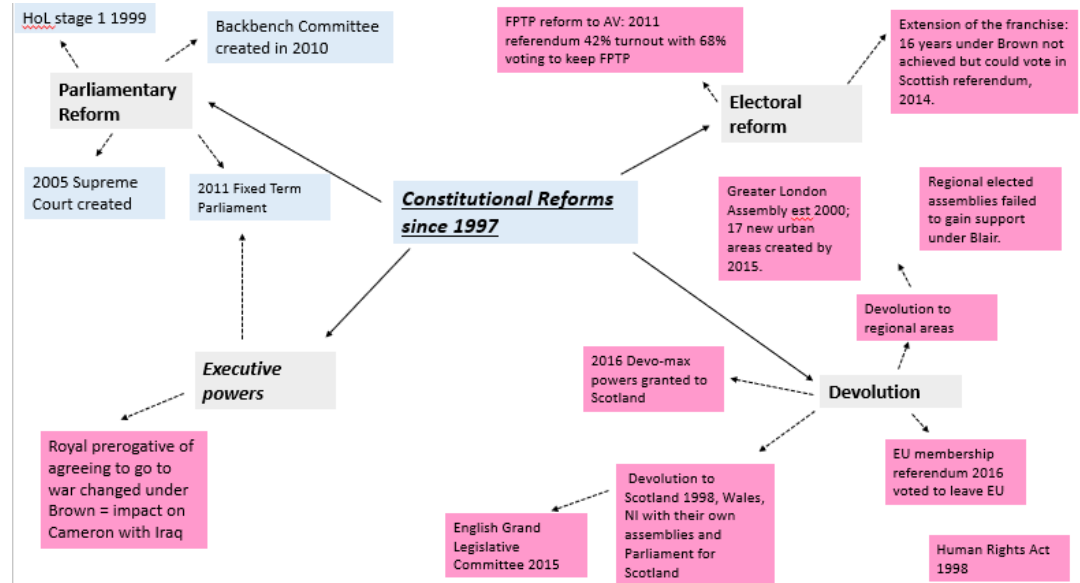 HoL stage 1 1999
Backbench Committee
created in 2010
Parliamentary
Reform
2005 Supreme
Court created
2011 Fixed Term
Parliament
FPTP reform to AV: 2011
referendum 42% turnout with 68%
voting to keep FPTP
Extension of the franchise:
16 years under Brown not
achieved but could vote in
Scottish referendum,
2014.
Electoral
reform
Constitutional Reforms
since 1997
Greater London
Assembly est 2000;
17 new urban
areas created by
2015.
Regional elected
assemblies failed
to gain support
under Blair.
Devolution to
regional areas
Executive
powers
2016 Devo-max
powers granted to
Scotland
Devolution
Royal prerogative of
agreeing to go to
war changed under
Brown = impact on
Cameron with Iraq
EU membership
referendum 2016
voted to leave EU
Devolution to
Scotland 1998, Wales,
NI with their own
assemblies and
Parliament for
Scotland
English Grand
Legislative
Committee 2015
Human Rights Act
1998